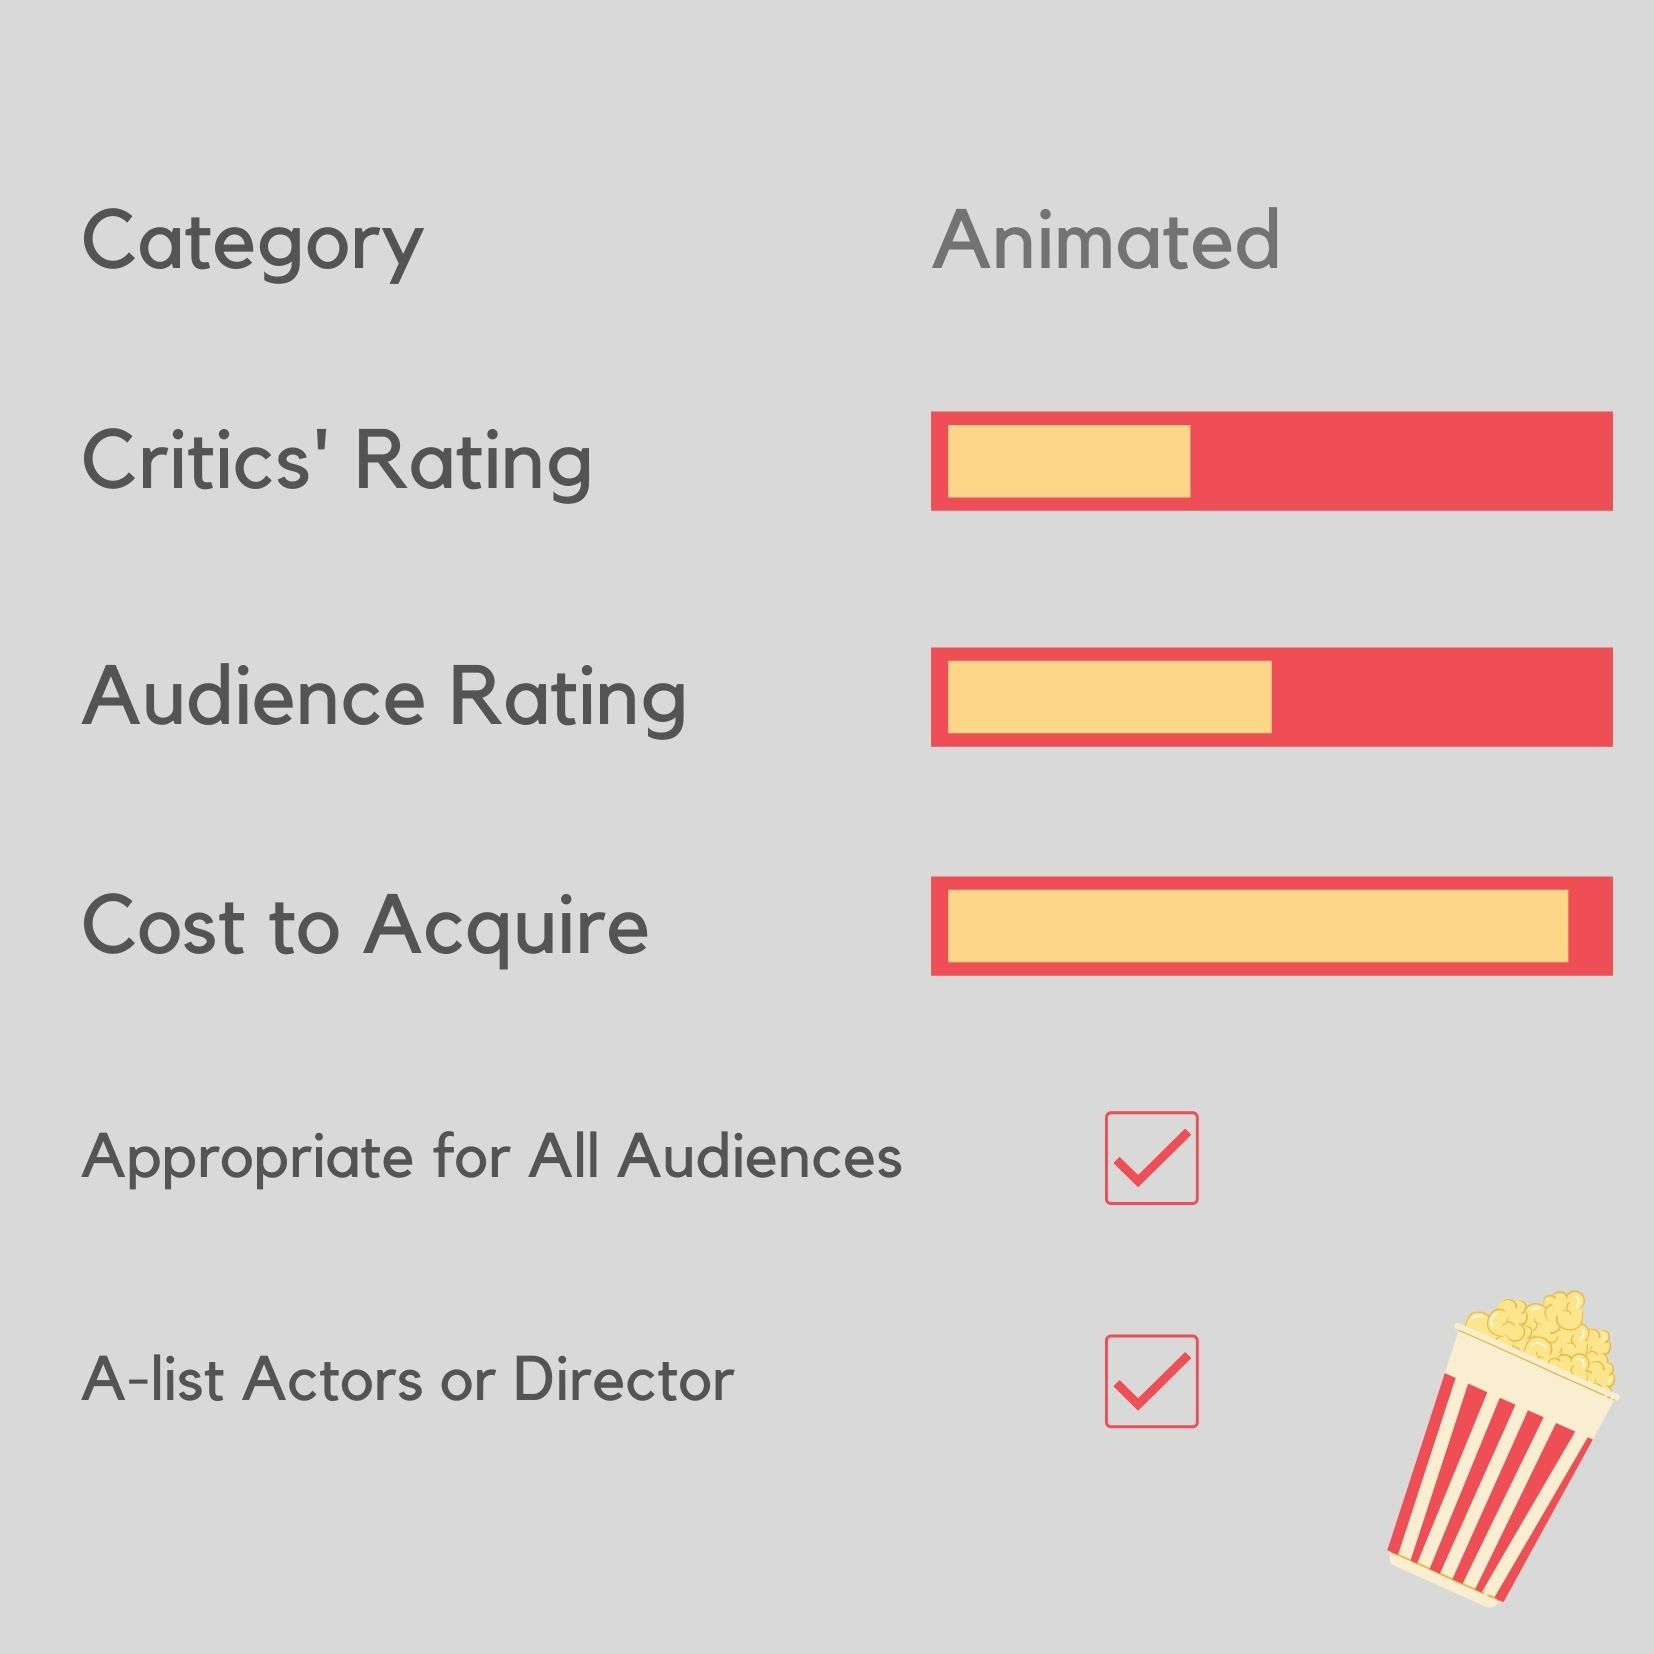 Category Animated
Critics' Rating
Audience Rating
Cost to Acquire
Appropriate for All Audiences
A-list Actors or Director